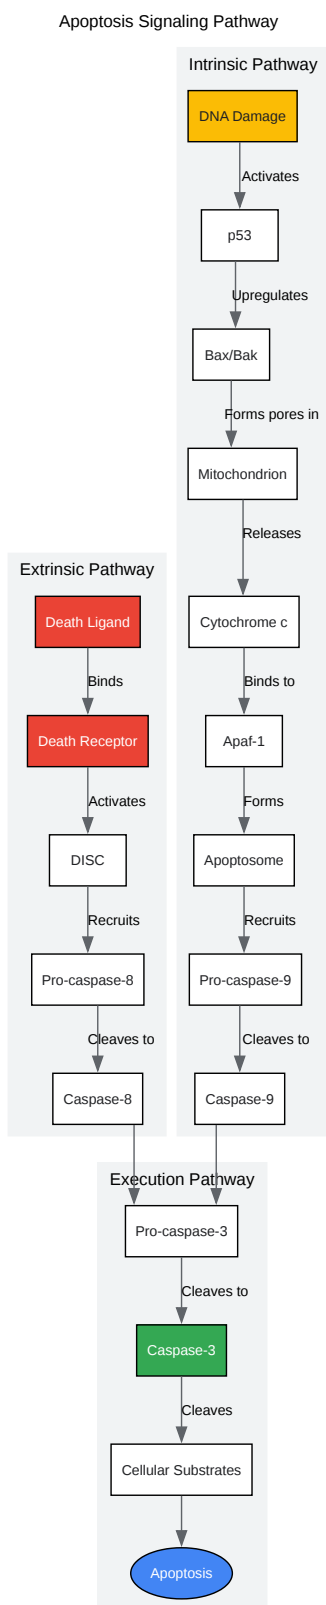 Apoptosis Signaling Pathway
Intrinsic Pathway
DNA Damage
Activates
p53
Upregulates
Bax/Bak
Forms pores in
Mitochondrion
Releases
Cytochrome c
Binds to
Apaf-1
Forms
Apoptosome
Recruits
Pro-caspase-9
Cleaves to
Caspase-9
Extrinsic Pathway
Death Ligand
Binds
Death Receptor
Activates
DISC
Recruits
Pro-caspase-8
Cleaves to
Caspase-8
Execution Pathway
Pro-caspase-3
Cleaves to
Caspase-3
Cleaves
Cellular Substrates
Apoptosis